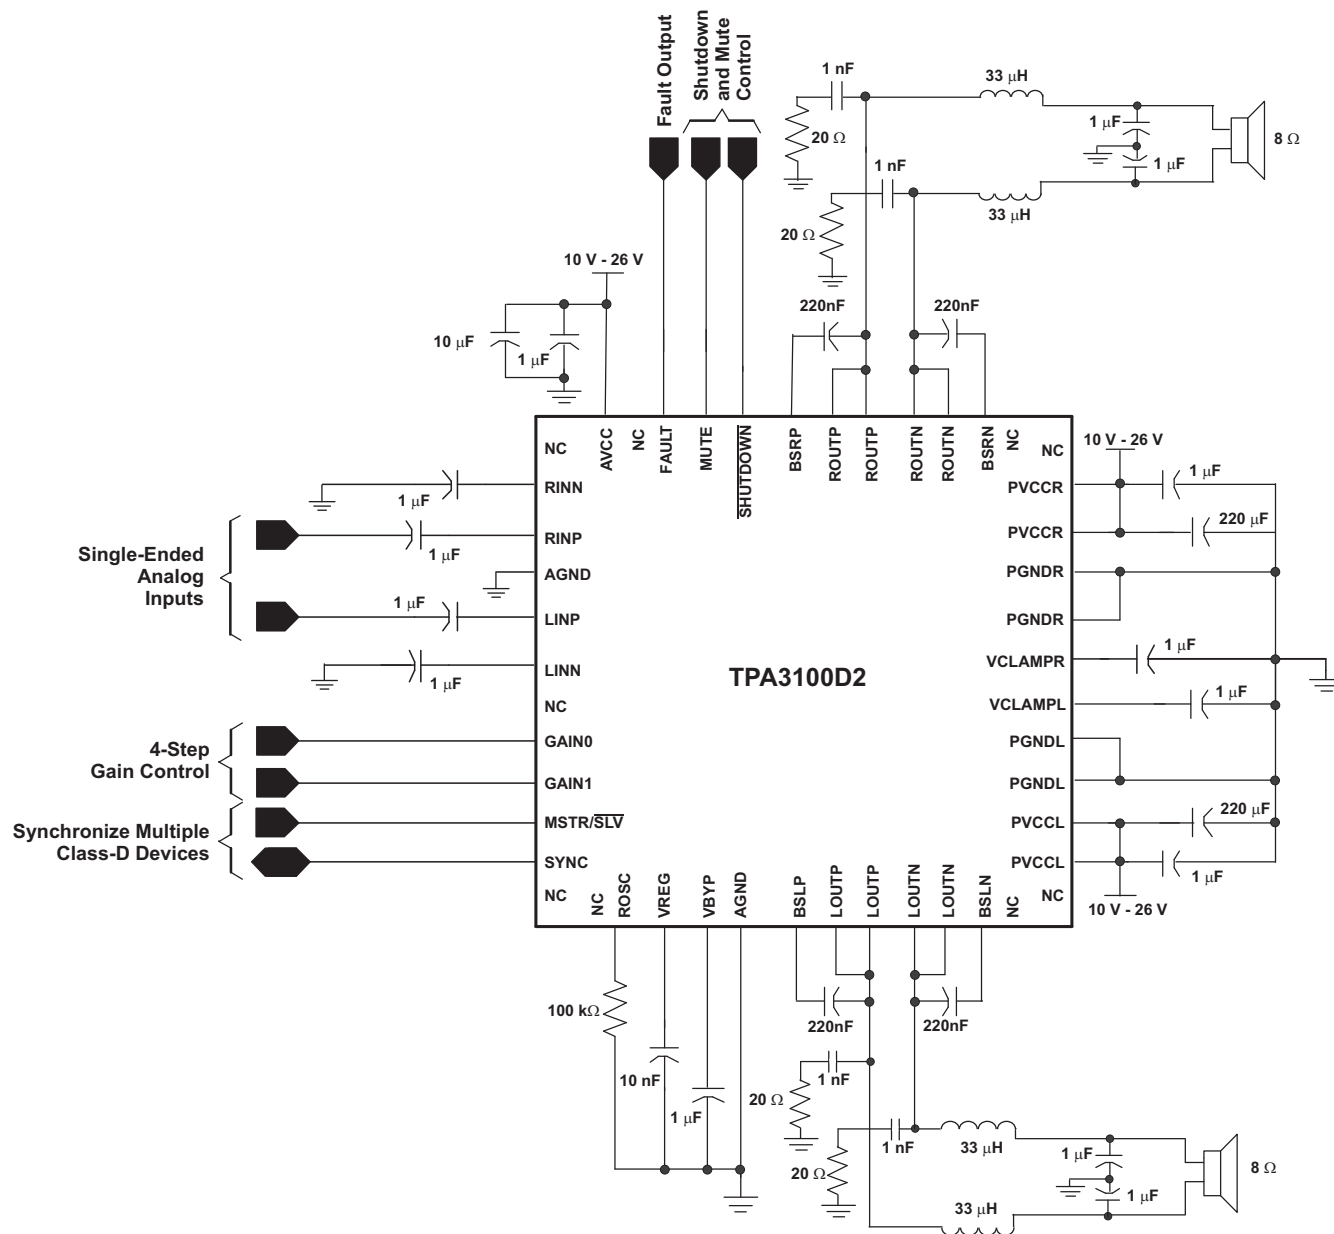 Fault Output
Shutdown
and Mute
Control
1 nF
20 Ω
1 nF
20 Ω
33 μH
33 μH
1 μF
1 μF
8 Ω
10 V - 26 V
10 μF
1 μF
220nF
220nF
NC
AVCC
NC
FAULT
MUTE
SHUTDOWN
BSRP
ROUTP
ROUTP
ROUTN
ROUTN
BSRN
NC
NC
10 V - 26 V
1 μF
RINN
1 μF
RINP
Single-Ended
Analog
Inputs
AGND
1 μF
LINP
1 μF
LINN
NC
4-Step
Gain Control
GAIN0
GAIN1
Synchronize Multiple
Class-D Devices
MSTR/SLV
SYNC
NC
TPA3100D2
PVCCR
1 μF
PVCCR
220 μF
PGNDR
PGNDR
VCLAMPR
1 μF
VCLAMPL
1 μF
PGNDL
PGNDL
PVCCL
220 μF
PVCCL
1 μF
NC
10 V - 26 V
NC
ROSC
VREG
VBYP
AGND
BSLP
LOUTP
LOUTP
LOUTN
LOUTN
BSLN
NC
100 kΩ
10 nF
1 μF
220nF
220nF
1 nF
20 Ω
1 nF
20 Ω
33 μH
33 μH
1 μF
1 μF
8 Ω